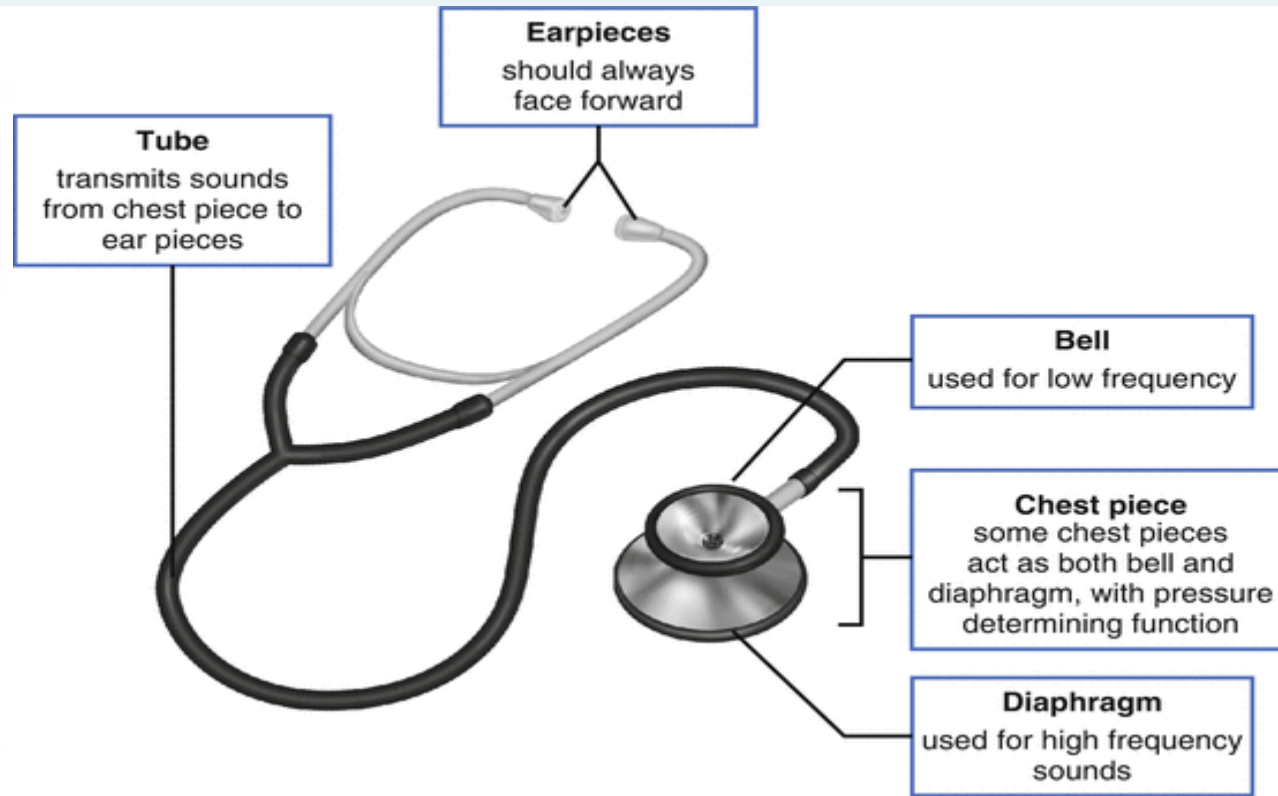 Earpieces
should always
face forward
Tube
transmits sounds
from chest piece to
ear pieces
Bell
used for low frequency
Chest piece
some chest pieces
act as both bell and
diaphragm, with pressure
determining function
Diaphragm
used for high frequency
sounds